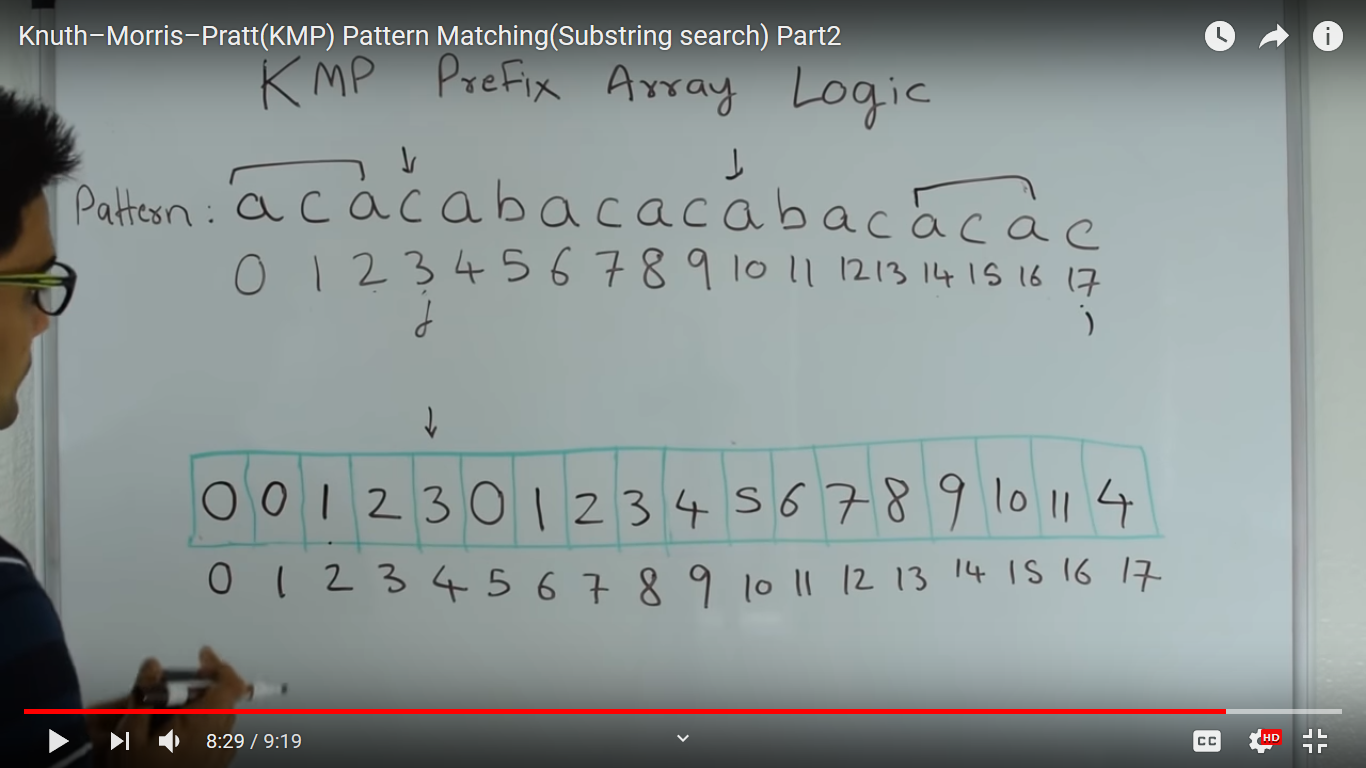 Knuth–Morris–Pratt(KMP) Pattern Matching(Substring search) Part2
KMP Prefix Array Logic
Pattern: a c a c a b a c a c a b a c a c a c
0 1 2 3 4 5 6 7 8 9 10 11 12 13 14 15 16 17
j i
0 0 1 2 3 0 1 2 3 4 5 6 7 8 9 10 11 4
0 1 2 3 4 5 6 7 8 9 10 11 12 13 14 15 16 17
8:29 / 9:19
CC
HD